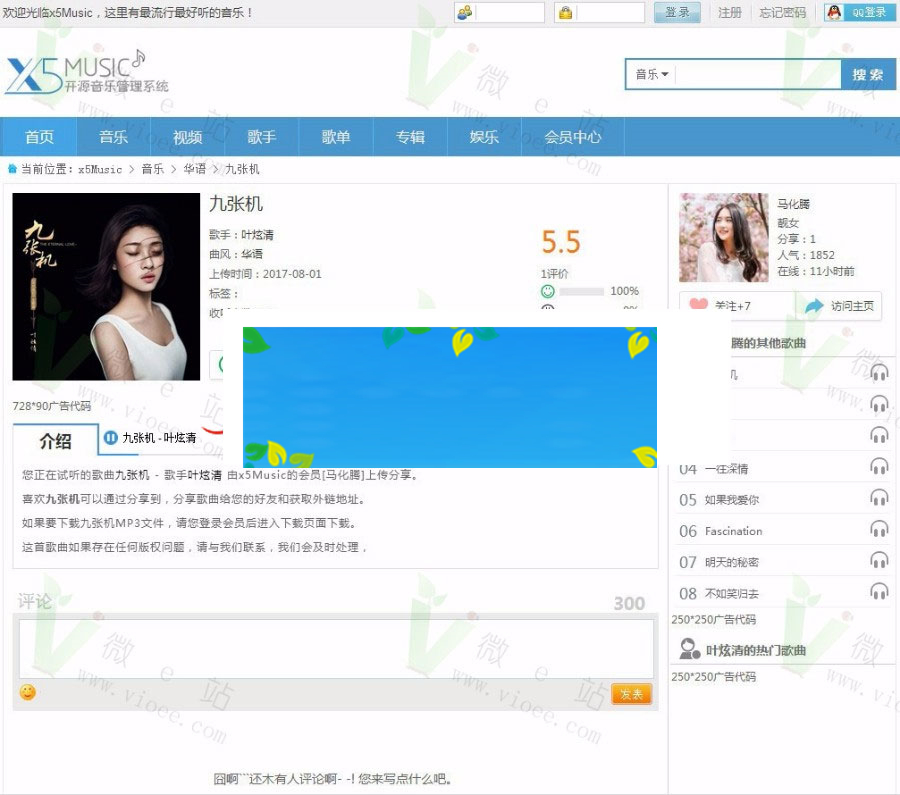 欢迎光临x5Music，这里有最流行最好听的音乐！
登录 注册 忘记密码 QQ登录
X5 MUSIC
开源音乐管理系统
音乐 搜索
首页 音乐 视频 歌手 歌单 专辑 娱乐 会员中心
当前位置：x5Music > 音乐 > 华语 > 九张机
九张机
THE ETERNAL LOVE
叶炫清
九张机
歌手：叶炫清
曲风：华语
上传时间：2017-08-01
标签：
5.5
1评价
100%
728*90广告代码
介绍 九张机 - 叶炫清
您正在试听的歌曲九张机 - 歌手叶炫清 由x5Music的会员[马化腾]上传分享。
喜欢九张机可以通过分享到，分享歌曲给您的好友和获取外链地址。
如果要下载九张机MP3文件，请您登录会员后进入下载页面下载。
这首歌曲如果存在任何版权问题，请与我们联系，我们会及时处理，
评论 300
发表
囧啊```还木有人评论啊- -! 您来写点什么吧。
马化腾
靓女
分享：1
人气：1852
在线：11小时前
关注+7 访问主页
腾的其他歌曲
机
04 一往深情
05 如果我爱你
06 Fascination
07 明天的秘密
08 不如笑归去
250*250广告代码
叶炫清的热门歌曲
250*250广告代码
微e站
www.vioee.com